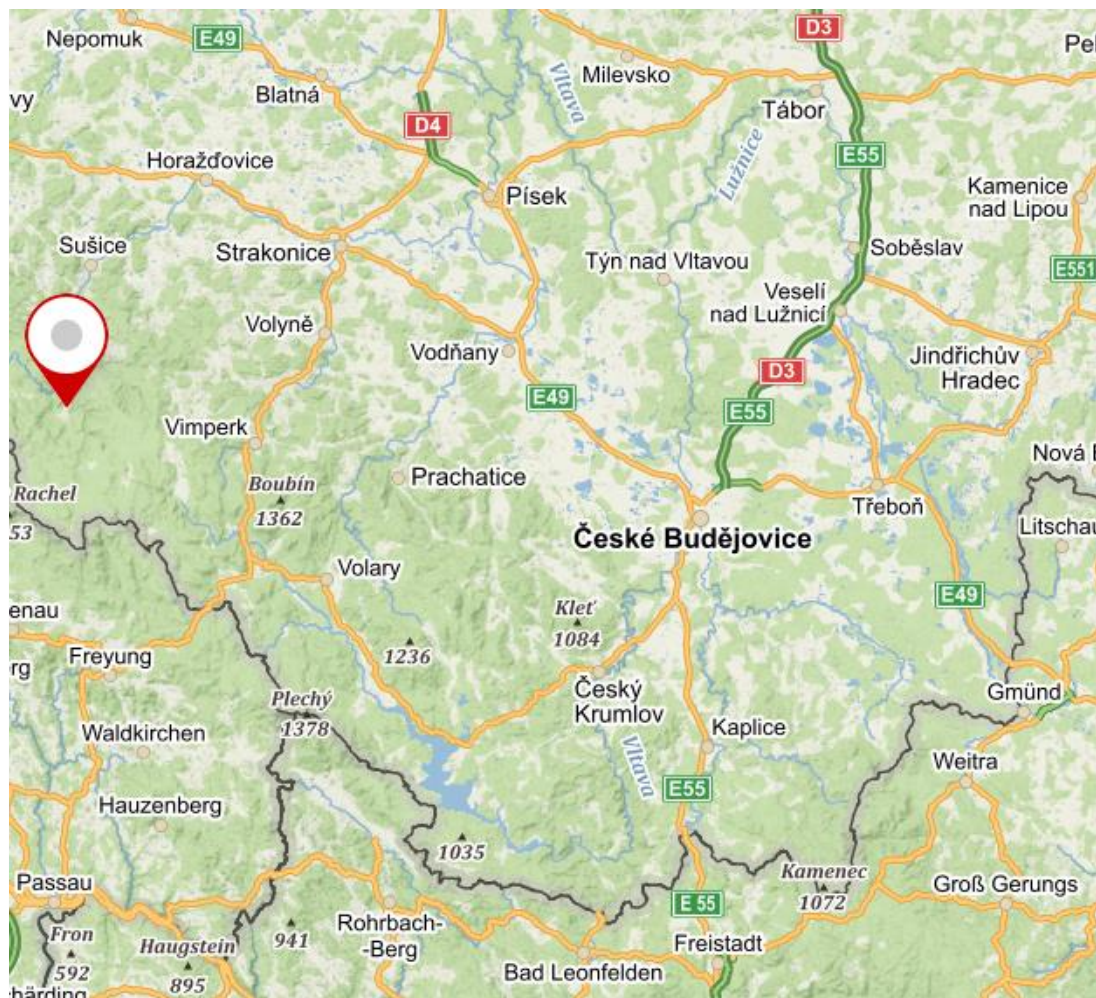 D3
Nepomuk
E49
Milevsko
Pel
Vltava
Blatná
vy
Tábor
D4
Lužnice
E55
Horažďovice
Písek
Kamenice
nad Lipou
Sušice
Strakonice
Soběslav
Týn nad Vltavou
E551
Veselí
nad Lužnicí
Volyně
Vodňany
Jindřichův
Hradec
D3
E49
E55
Vimperk
Nová B
Prachatice
Boubín
1362
Rachel
53
Třeboň
Litschau
České Budějovice
Volary
E49
enau
Kleť
1084
1236
Freyung
rg
Český
Krumlov
Gmünd
Plechý
1378
Waldkirchen
Kaplice
Vltava
Weitra
E55
Hauzenberg
1035
Kamenec
1072
Passau
Groß Gerungs
E 55
Rohrbach-
-Berg
941
Fron
592
Haugstein
895
Freistadt
Bad Leonfelden
härding